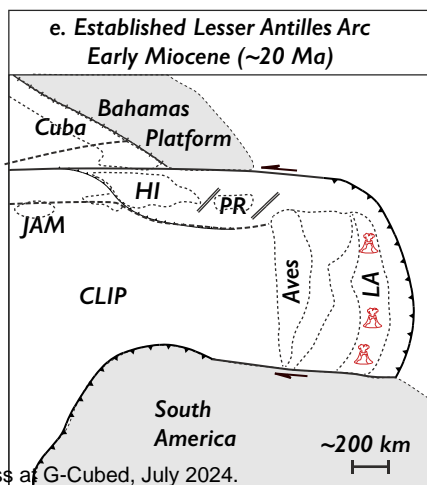 e. Established Lesser Antilles Arc
Early Miocene (~20 Ma)
Bahamas
Platform
Cuba
HI
PR
JAM
Aves
LA
CLIP
South
America
~200 km
ss at G-Cubed, July 2024.